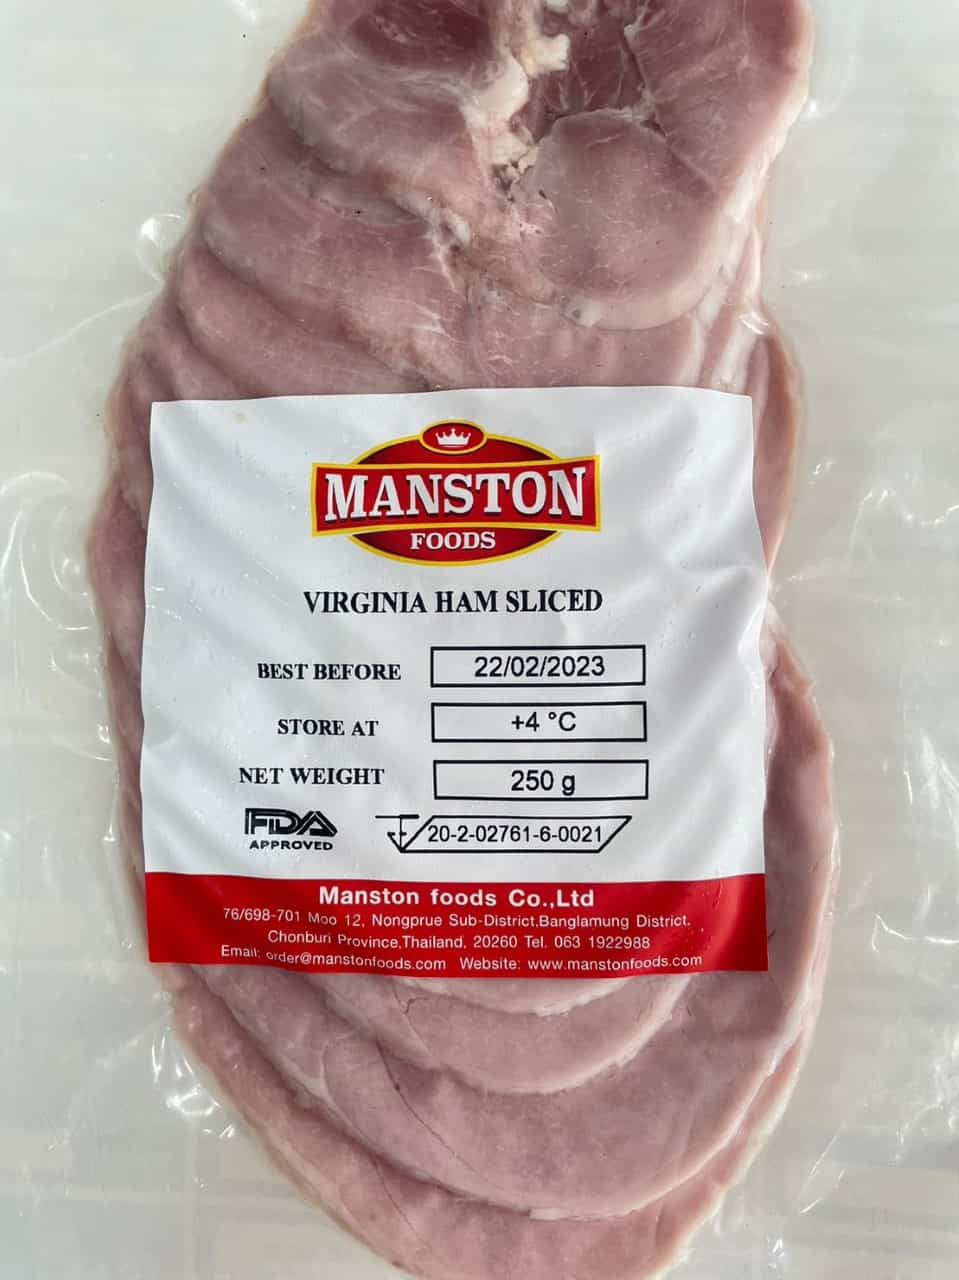 MANSTON
FOODS
VIRGINIA HAM SLICED
BEST BEFORE 22/02/2023
STORE AT +4 °C
NET WEIGHT 250 g
FDA
APPROVED
20-2-02761-6-0021
Manston foods Co.,Ltd
76/698-701 Moo 12, Nongprue Sub-District,Banglamung District,
Chonburi Province,Thailand, 20260 Tel. 063 1922988
Email: order@manstonfoods.com Website: www.manstonfoods.com